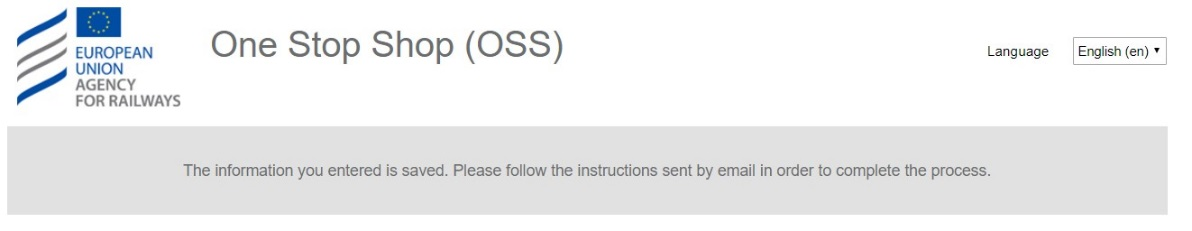 EUROPEAN
UNION
AGENCY
FOR RAILWAYS
One Stop Shop (OSS)
Language
English (en)
The information you entered is saved. Please follow the instructions sent by email in order to complete the process.